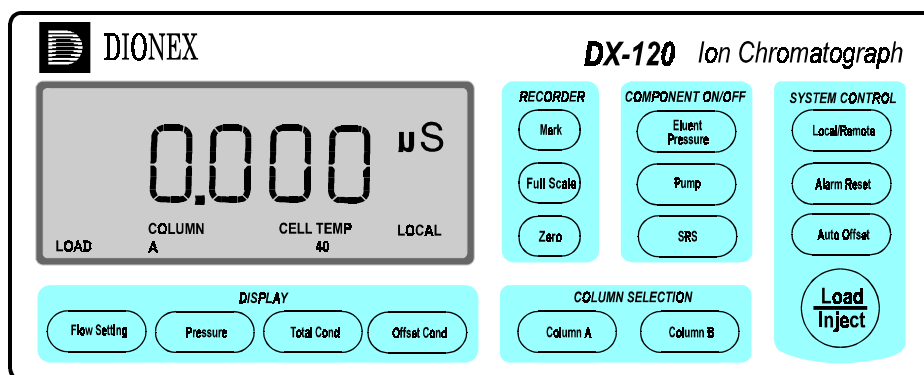 DIONEX
DX-120 Ion Chromatograph
0.000 µS
COLUMN CELL TEMP LOCAL
LOAD A 40
RECORDER
Mark
Full Scale
Zero
COMPONENT ON/OFF
Eluent
Pressure
Pump
SRS
SYSTEM CONTROL
Local/Remote
Alarm Reset
Auto Offset
Load
Inject
DISPLAY
Flow Setting Pressure Total Cond Offset Cond
COLUMN SELECTION
Column A Column B